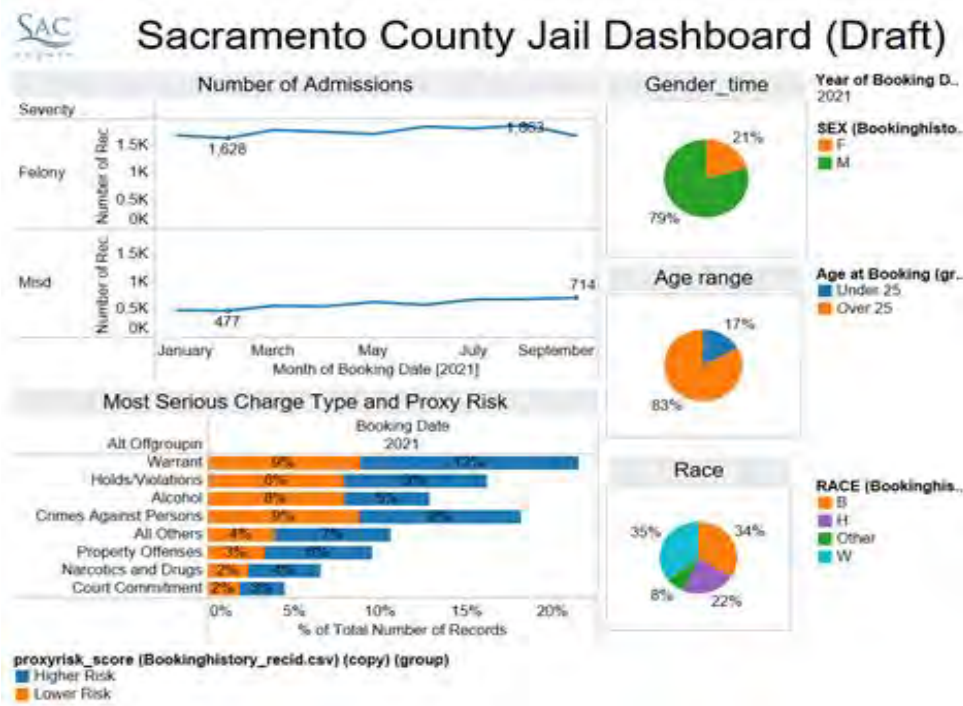 SAC
Sacramento County Jail Dashboard (Draft)
Number of Admissions
Severity
Felony
Number of Rec
1.5K
1K
0.5K
0K
1,628
Misd
Number of Rec.
1.5K
1K
0.5K
0K
477
714
January March May July September
Month of Booking Date [2021]
Most Serious Charge Type and Proxy Risk
Booking Date
Alt Offgroupin 2021
Warrant 9%
Holds/Violations 8%
Alcohol 8% 5%
Crimes Against Persons 9%
All Others 4% 7%
Property Offenses 3% 6%
Narcotics and Drugs 2% 4%
Court Commitment 2% 3%
0% 5% 10% 15% 20%
% of Total Number of Records
proxyrisk_score (Bookinghistory_recid.csv) (copy) (group)
Higher Risk
Lower Risk
Gender_time
21%
79%
Age range
17%
83%
Race
35% 34%
8% 22%
Year of Booking D..
2021
SEX (Bookinghisto..
F
M
Age at Booking (gr..
Under 25
Over 25
RACE (Bookinghis..
B
H
Other
W